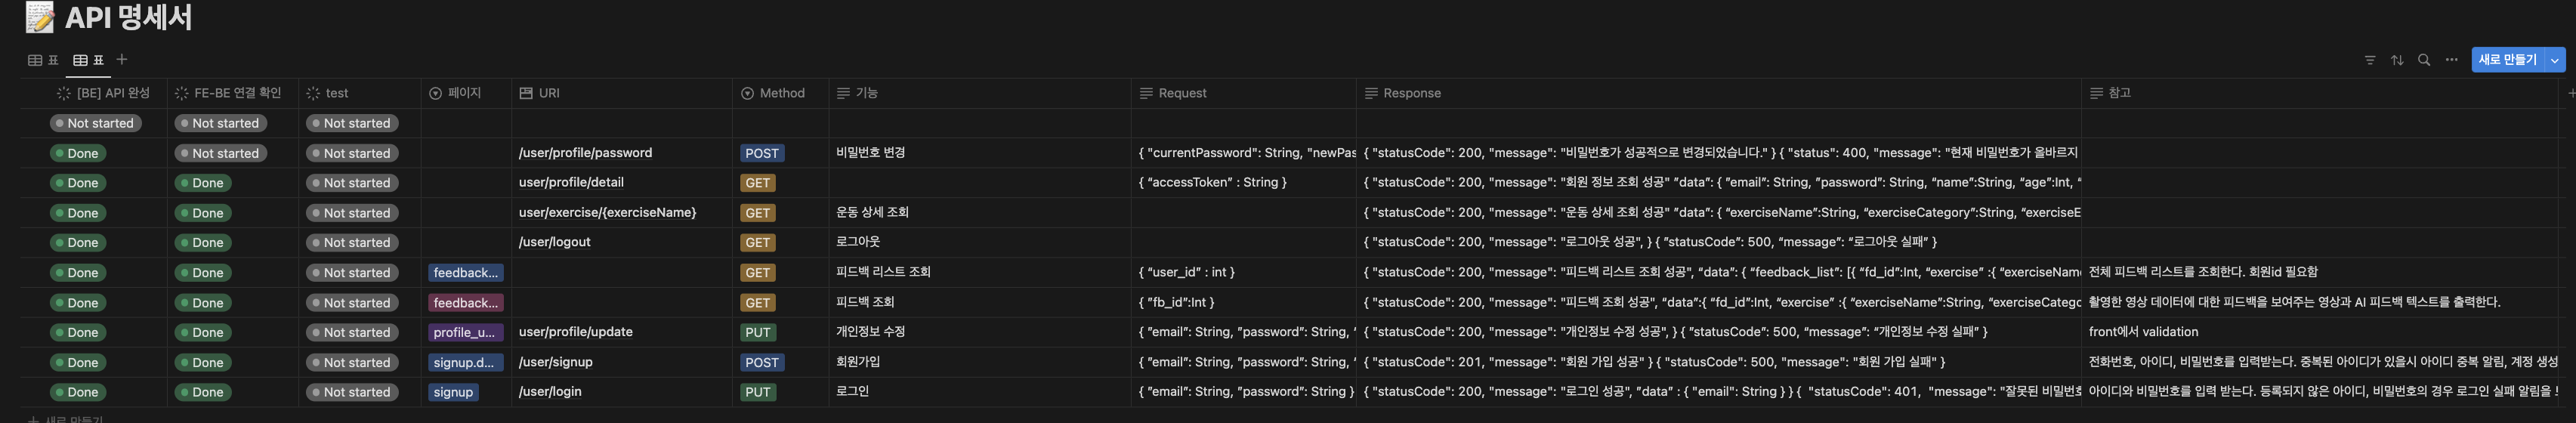 API 명세서
표 표
새로 만들기
[BE] API 완성 FE-BE 연결 확인 test 페이지 URI Method 기능 Request Response 참고
Not started Not started Not started
Done Not started Not started /user/profile/password POST 비밀번호 변경 { "currentPassword": String, "newPas { "statusCode": 200, "message": "비밀번호가 성공적으로 변경되었습니다." } { "status": 400, "message": "현재 비밀번호가 올바르지
Done Done Not started user/profile/detail GET { “accessToken” : String } { "statusCode": 200, "message": "회원 정보 조회 성공" ”data”: { “email”: String, ”password”: String, “name”:String, “age”:Int, “
Done Done Not started user/exercise/{exerciseName} GET 운동 상세 조회 { "statusCode": 200, "message": "운동 상세 조회 성공" ”data”: { “exerciseName”:String, “exerciseCategory”:String, “exerciseE
Done Done Not started /user/logout GET 로그아웃 { "statusCode": 200, "message": "로그아웃 성공", } { ”statusCode”: 500, “message”: “로그아웃 실패” }
Done Done Not started feedback... GET 피드백 리스트 조회 { “user_id” : int } { "statusCode": 200, "message": "피드백 리스트 조회 성공", “data”: { “feedback_list”: [{ “fd_id”:Int, “exercise” :{ “exerciseName 전체 피드백 리스트를 조회한다. 회원id 필요함
Done Done Not started feedback... GET 피드백 조회 { ”fb_id”:Int } { "statusCode": 200, "message": "피드백 조회 성공", “data”:{ “fd_id”:Int, “exercise” :{ “exerciseName”:String, “exerciseCatego 촬영한 영상 데이터에 대한 피드백을 보여주는 영상과 AI 피드백 텍스트를 출력한다.
Done Done Not started profile_u... user/profile/update PUT 개인정보 수정 { ”email”: String, ”password”: String, “ { "statusCode": 200, "message": "개인정보 수정 성공", } { ”statusCode”: 500, “message”: “개인정보 수정 실패” } front에서 validation
Done Done Not started signup.d... /user/signup POST 회원가입 { ”email”: String, ”password”: String, “ { "statusCode": 201, "message": "회원 가입 성공" } { "statusCode": 500, "message": "회원 가입 실패" } 전화번호, 아이디, 비밀번호를 입력받는다. 중복된 아이디가 있을시 아이디 중복 알림, 계정 생성
Done Done Not started signup /user/login PUT 로그인 { ”email”: String, ”password”: String } { "statusCode": 200, "message": "로그인 성공", ”data” : { "email": String } } { "statusCode": 401, "message": "잘못된 비밀번호 아이디와 비밀번호를 입력 받는다. 등록되지 않은 아이디, 비밀번호의 경우 로그인 실패 알림을
새로 만들기